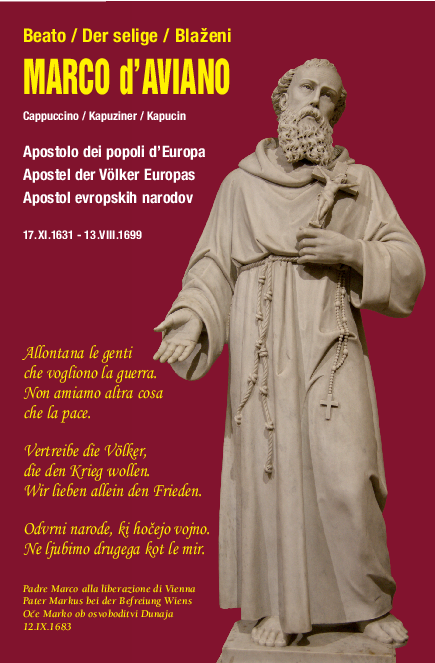 Beato / Der selige / Blaženi
MARCO d'AVIANO
Cappuccino / Kapuziner / Kapucin
Apostolo dei popoli d'Europa
Apostel der Völker Europas
Apostol evropskih narodov
17.XI.1631 - 13.VIII.1699
Allontana le genti
che vogliono la guerra.
Non amiamo altra cosa
che la pace.
Vertreibe die Völker,
die den Krieg wollen.
Wir lieben allein den Frieden.
Odvrni narode, ki hočejo vojno.
Ne ljubimo drugega kot le mir.
Padre Marco alla liberazione di Vienna
Pater Markus bei der Befreiung Wiens
Oče Marko ob osvoboditvi Dunaja
12.IX.1683